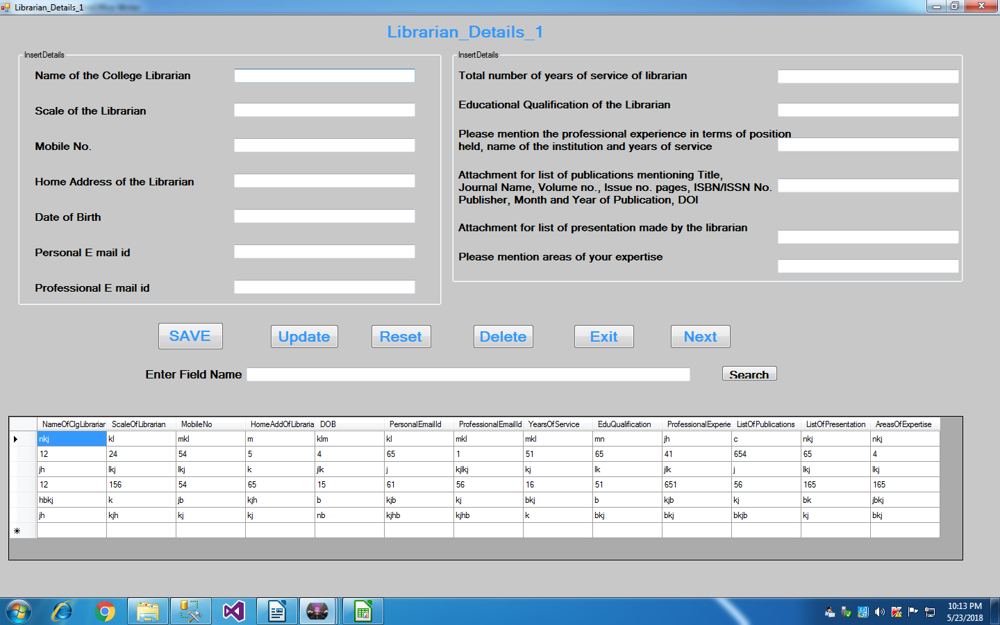 Librarian_Details_1
Librarian_Details_1
InsertDetails
Name of the College Librarian
Scale of the Librarian
Mobile No.
Home Address of the Librarian
Date of Birth
Personal E mail id
Professional E mail id
InsertDetails
Total number of years of service of librarian
Educational Qualification of the Librarian
Please mention the professional experience in terms of position
held, name of the institution and years of service
Attachment for list of publications mentioning Title,
Journal Name, Volume no., Issue no. pages, ISBN/ISSN No.
Publisher, Month and Year of Publication, DOI
Attachment for list of presentation made by the librarian
Please mention areas of your expertise
SAVE Update Reset Delete Exit Next
Enter Field Name Search
NameOfClgLibrarian ScaleOfLibrarian MobileNo HomeAddOfLibraria DOB PersonalEmailId ProfessionalEmailId YearsOfService EduQualification ProfessionalExperie ListOfPublications ListOfPresentation AreasOfExpertise
nkj kl mkl m klm kl mkl mkl mn jh c nkj nkj
12 24 54 5 4 65 1 51 65 41 654 65 4
jh lkj lkj k jlk j kjlkj kj lk jlk j lkj lkj
12 156 54 65 15 61 56 16 51 651 56 165 165
hbkj k jb kjh b kjb kj bkj b kjb kj bk jbkj
jh kjh kj kj nb kjhb kjhb k bkj bkj bkjb kj bkj
10:13 PM
5/23/2018